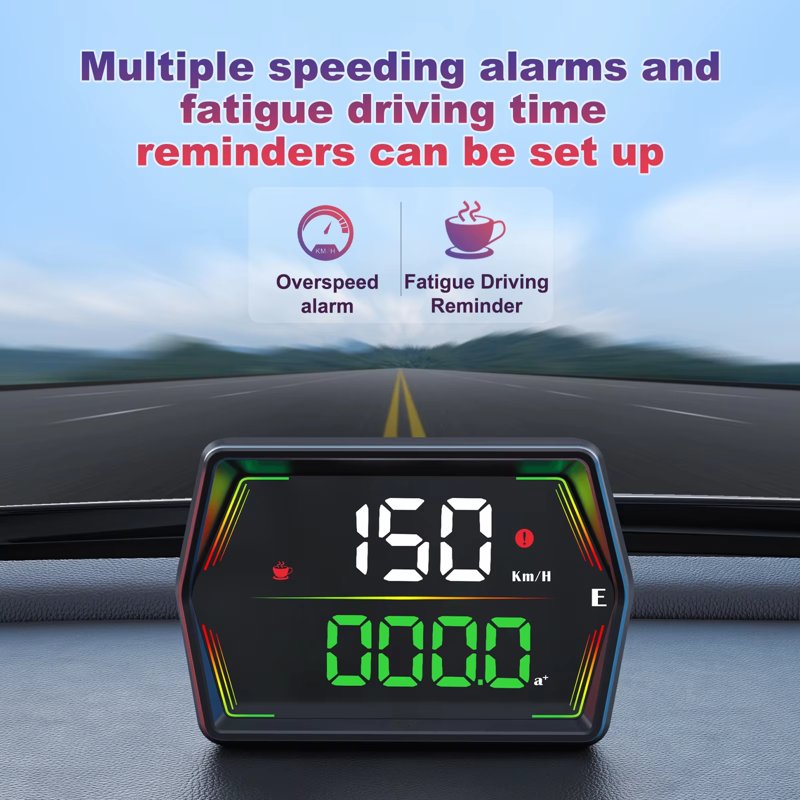 Multiple speeding alarms and
fatigue driving time
reminders can be set up
KM/H
Overspeed
alarm
Fatigue Driving
Reminder
150
Km/H
E
000.0
a+